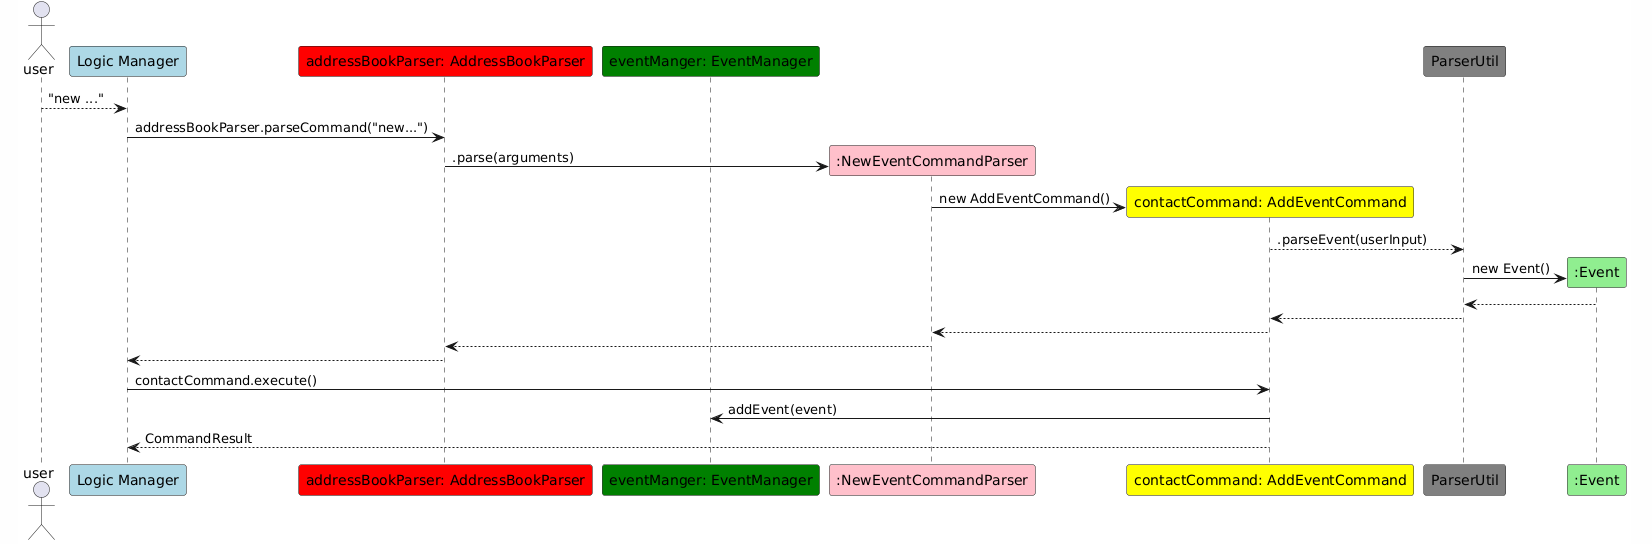 user
Logic Manager
addressBookParser: AddressBookParser
eventManger: EventManager
ParserUtil
"new ..."
addressBookParser.parseCommand("new...")
.parse(arguments)
:NewEventCommandParser
new AddEventCommand()
contactCommand: AddEventCommand
.parseEvent(userInput)
new Event()
:Event
contactCommand.execute()
addEvent(event)
CommandResult
user
Logic Manager
addressBookParser: AddressBookParser
eventManger: EventManager
:NewEventCommandParser
contactCommand: AddEventCommand
ParserUtil
:Event